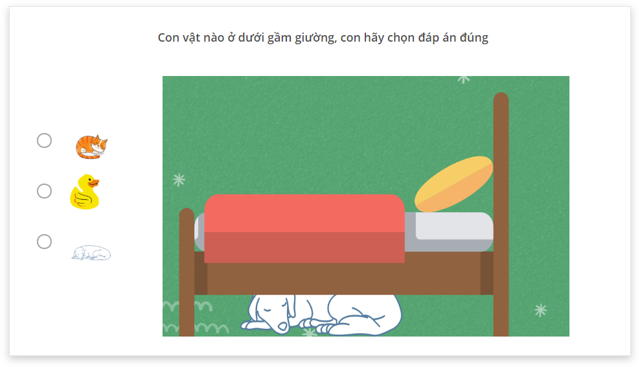 Con vật nào ở dưới gầm giường, con hãy chọn đáp án đúng